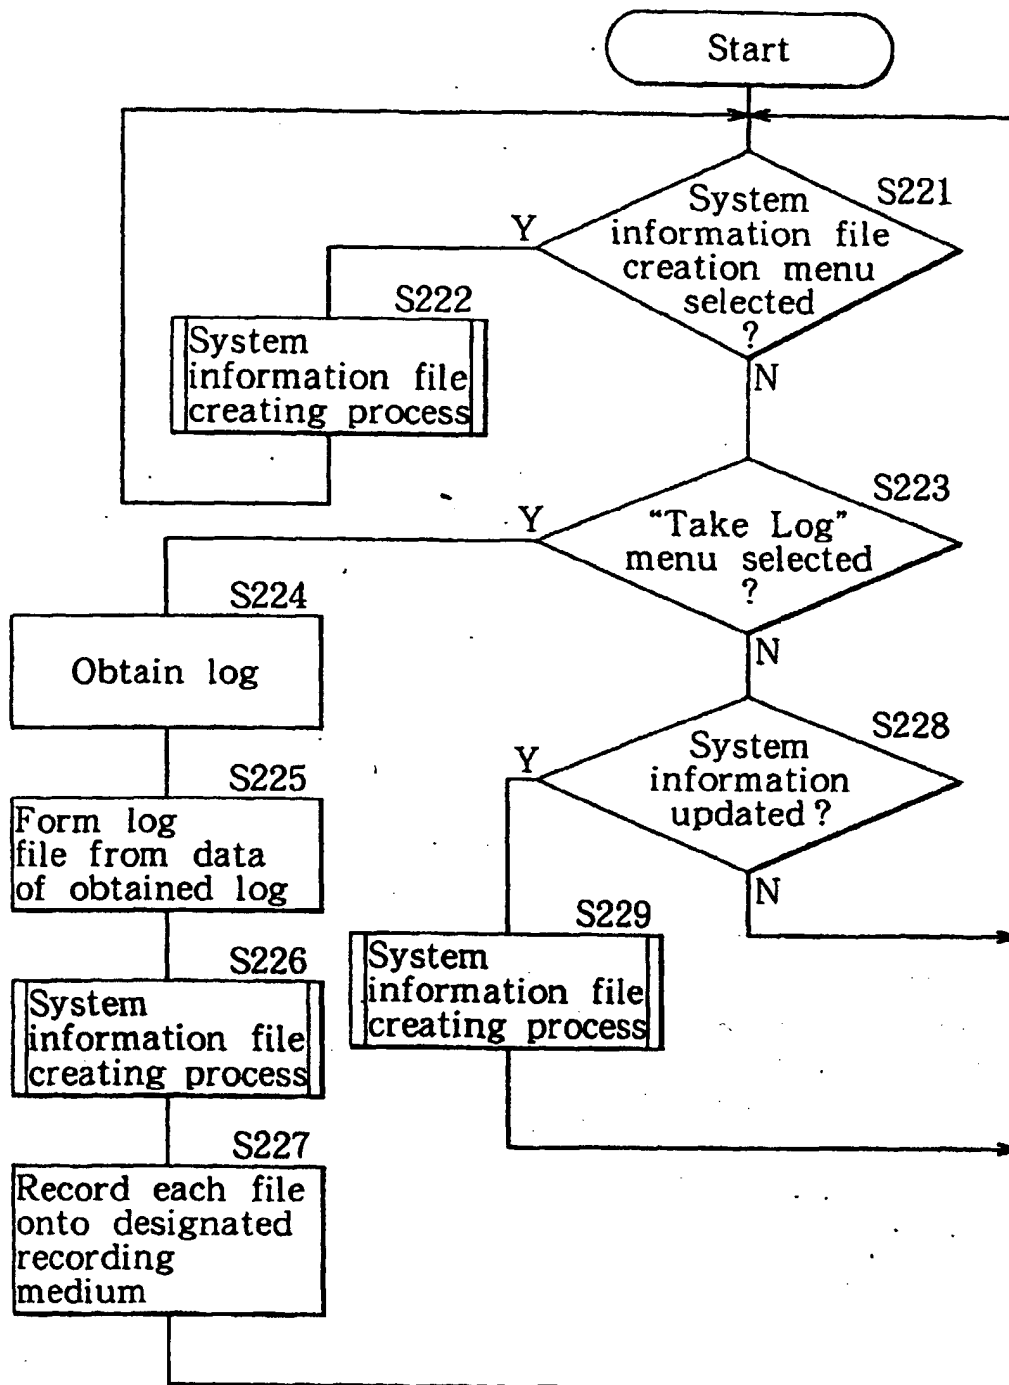 Start
S221
System
information file
creation menu
selected
?
Y
N
S222
System
information file
creating process
S223
“Take Log”
menu selected
?
Y
N
S224
Obtain log
S225
Form log
file from data
of obtained log
S226
System
information file
creating process
S227
Record each file
onto designated
recording
medium
S228
System
information
updated?
Y
N
S229
System
information file
creating process